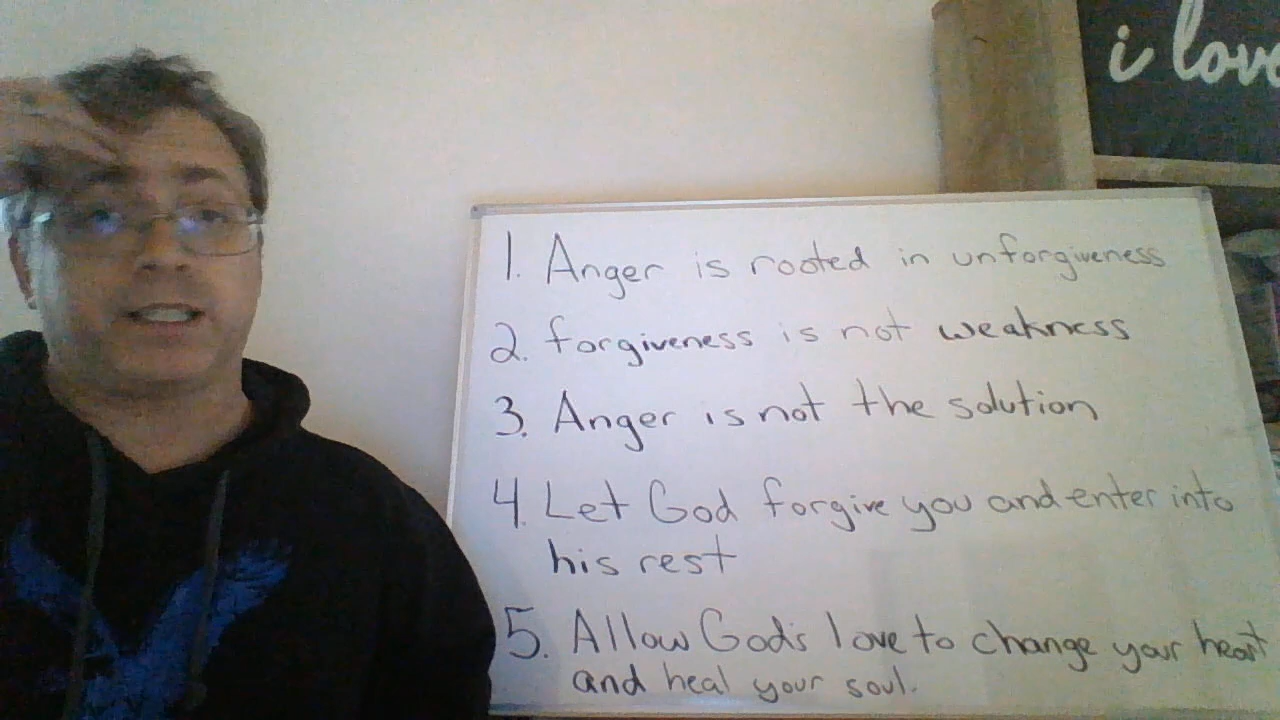 i love
1. Anger is rooted in unforgiveness
2. forgiveness is not weakness
3. Anger is not the solution
4. Let God forgive you and enter into
his rest
5. Allow God's love to change your heart
and heal your soul.